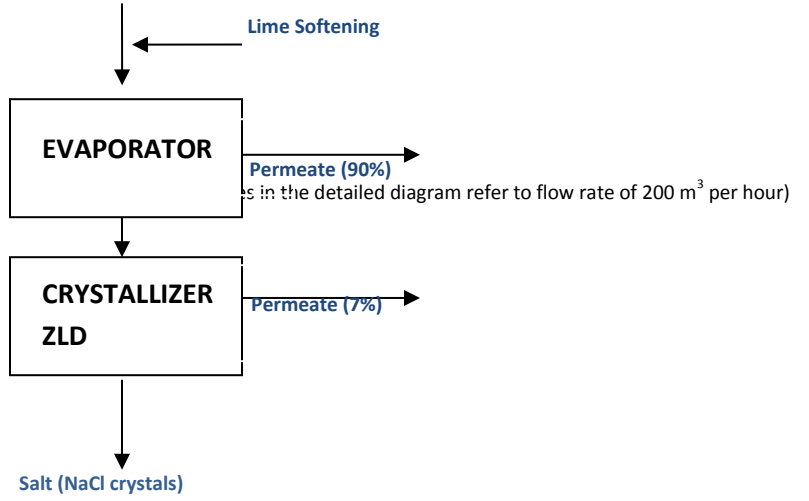 Lime Softening
EVAPORATOR
Permeate (90%)
in the detailed diagram refer to flow rate of 200 m³ per hour)
CRYSTALLIZER
Permeate (7%)
ZLD
Salt (NaCl crystals)